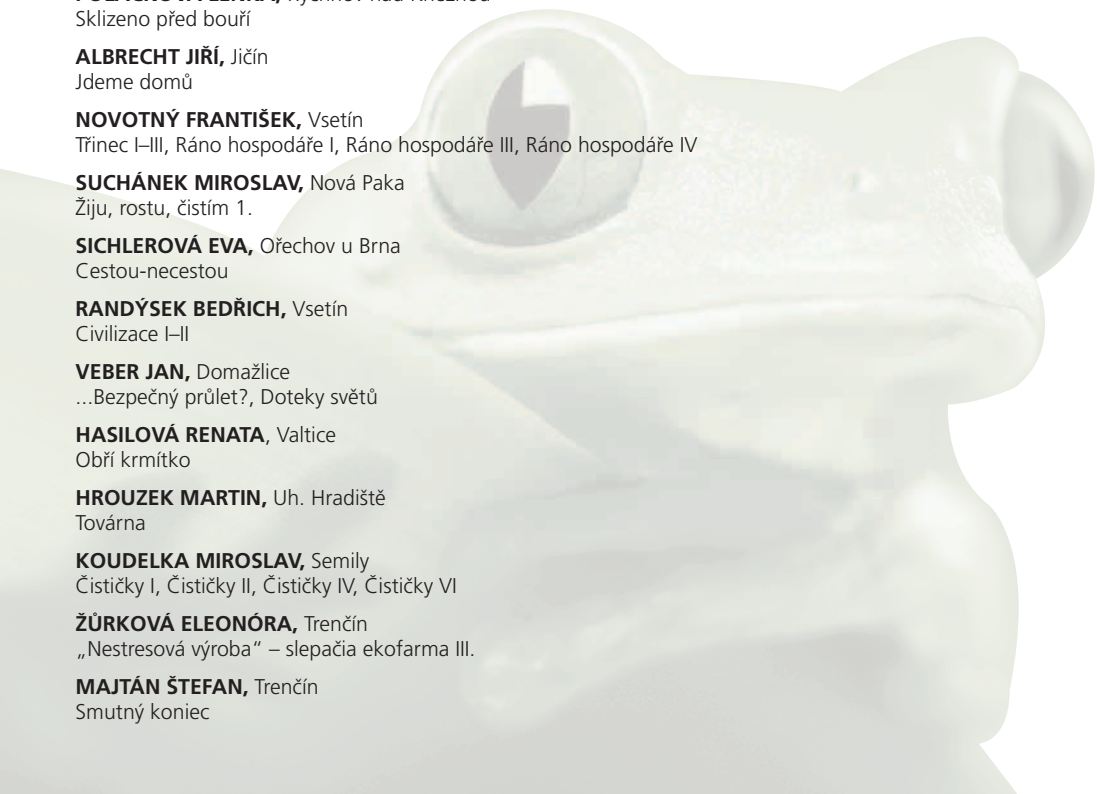 Sklizeno před bouří
ALBRECHT JIŘÍ, Jičín
Jdeme domů
NOVOTNÝ FRANTIŠEK, Vsetín
Třinec I–III, Ráno hospodáře I, Ráno hospodáře III, Ráno hospodáře IV
SUCHÁNEK MIROSLAV, Nová Paka
Žiju, rostu, čistím 1.
SICHLEROVÁ EVA, Ořechov u Brna
Cestou-necestou
RANDÝSEK BEDŘICH, Vsetín
Civilizace I–II
VEBER JAN, Domažlice
...Bezpečný průlet?, Doteky světů
HASILOVÁ RENATA, Valtice
Obří krmítko
HROUZEK MARTIN, Uh. Hradiště
Továrna
KOUDELKA MIROSLAV, Semily
Čističky I, Čističky II, Čističky IV, Čističky VI
ŽŮRKOVÁ ELEONÓRA, Trenčín
„Nestresová výroba“ – slepačia ekofarma III.
MAJTÁN ŠTEFAN, Trenčín
Smutný koniec